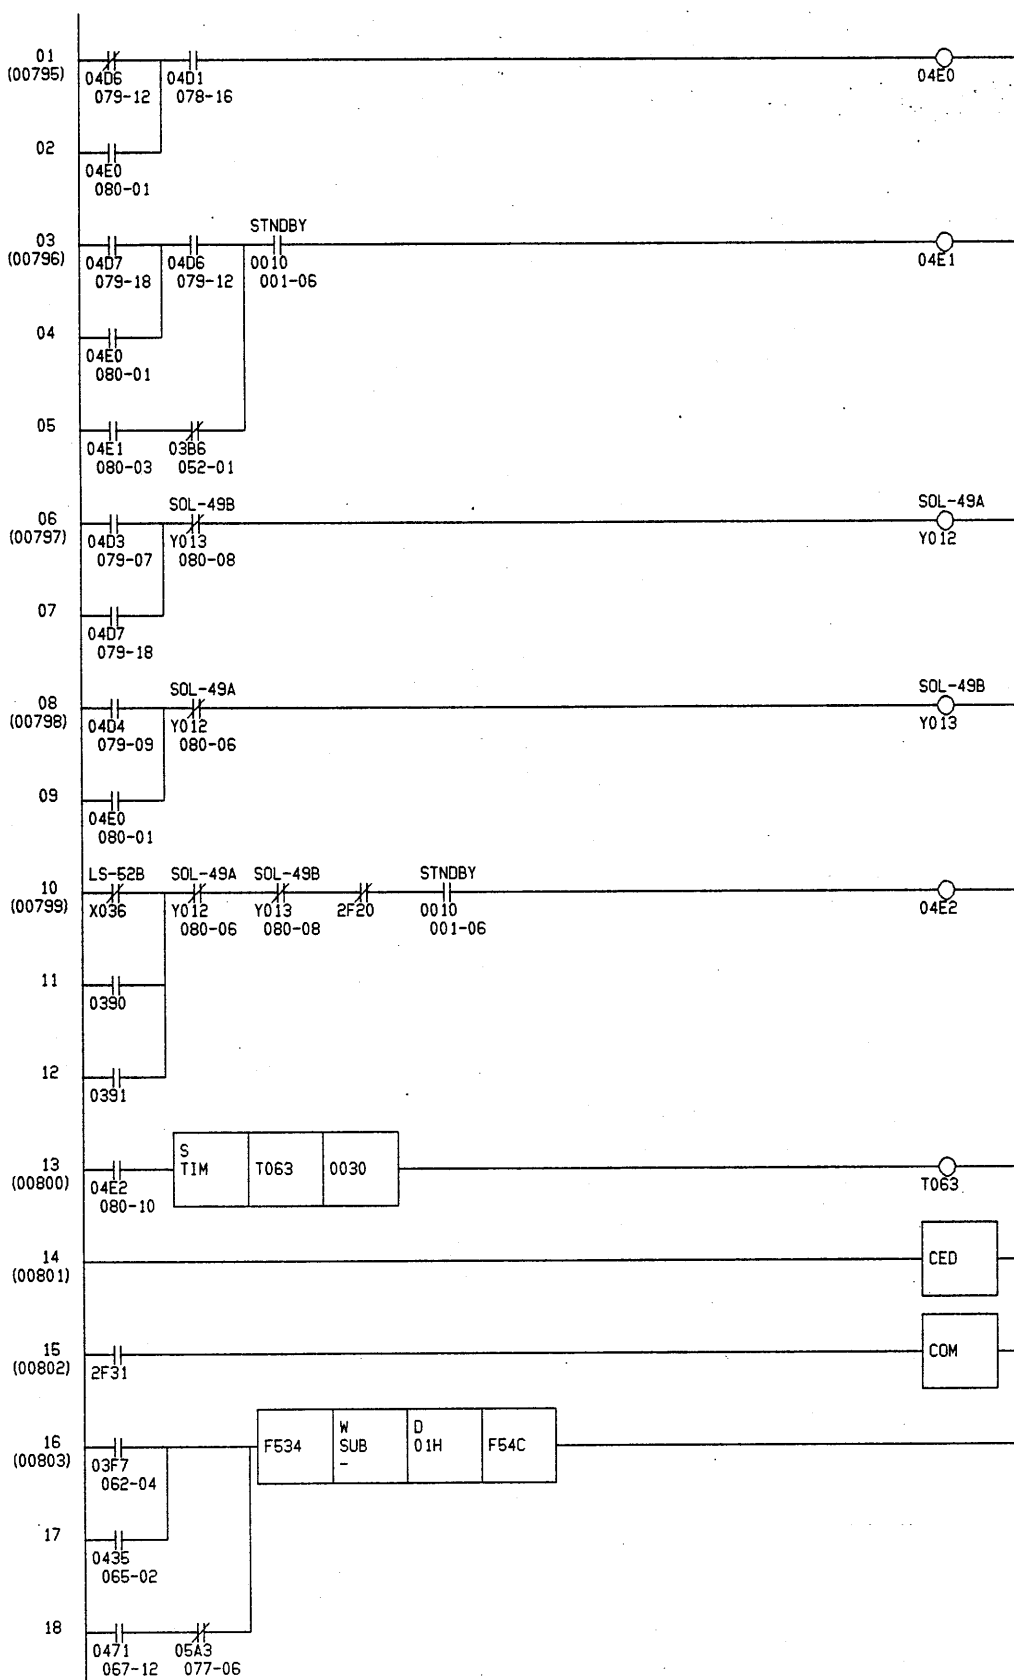 01
(00795)
04D6
079-12
04D1
078-16
04E0
02
04E0
080-01
STNDBY
03
(00796)
04D7
079-18
04D6
079-12
0010
001-06
04E1
04
04E0
080-01
05
04E1
080-03
03B6
052-01
SOL-49B
SOL-49A
06
(00797)
04D3
079-07
Y013
080-08
Y012
07
04D7
079-18
SOL-49A
SOL-49B
08
(00798)
04D4
079-09
Y012
080-06
Y013
09
04E0
080-01
LS-52B
SOL-49A
SOL-49B
STNDBY
10
(00799)
X036
Y012
080-06
Y013
080-08
2F20
0010
001-06
04E2
11
0390
12
0391
13
(00800)
04E2
080-10
S
TIM
T063
0030
T063
14
(00801)
CED
15
(00802)
2F31
COM
16
(00803)
03F7
062-04
F534
W
SUB
-
D
01H
F54C
17
0435
065-02
18
0471
067-12
05A3
077-06